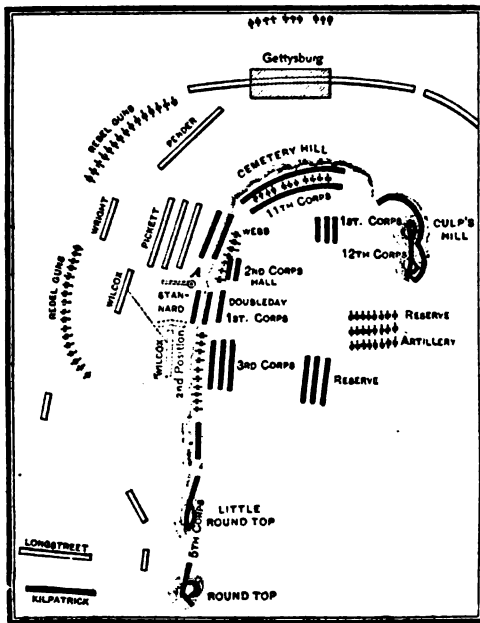 Gettysburg
REBEL GUNS
PENDER
CEMETERY HILL
11TH CORPS
WRIGHT
PICKETT
WEBB
1ST. CORPS
CULP'S
HILL
12TH CORPS
A
2ND CORPS
HALL
STAN-
NARD
WILCOX
REBEL GUNS
DOUBLEDAY
1ST. CORPS
RESERVE
ARTILLERY
WILCOX
2nd Position
3RD CORPS
RESERVE
LITTLE
ROUND TOP
5TH CORPS
LONGSTREET
KILPATRICK
ROUND TOP